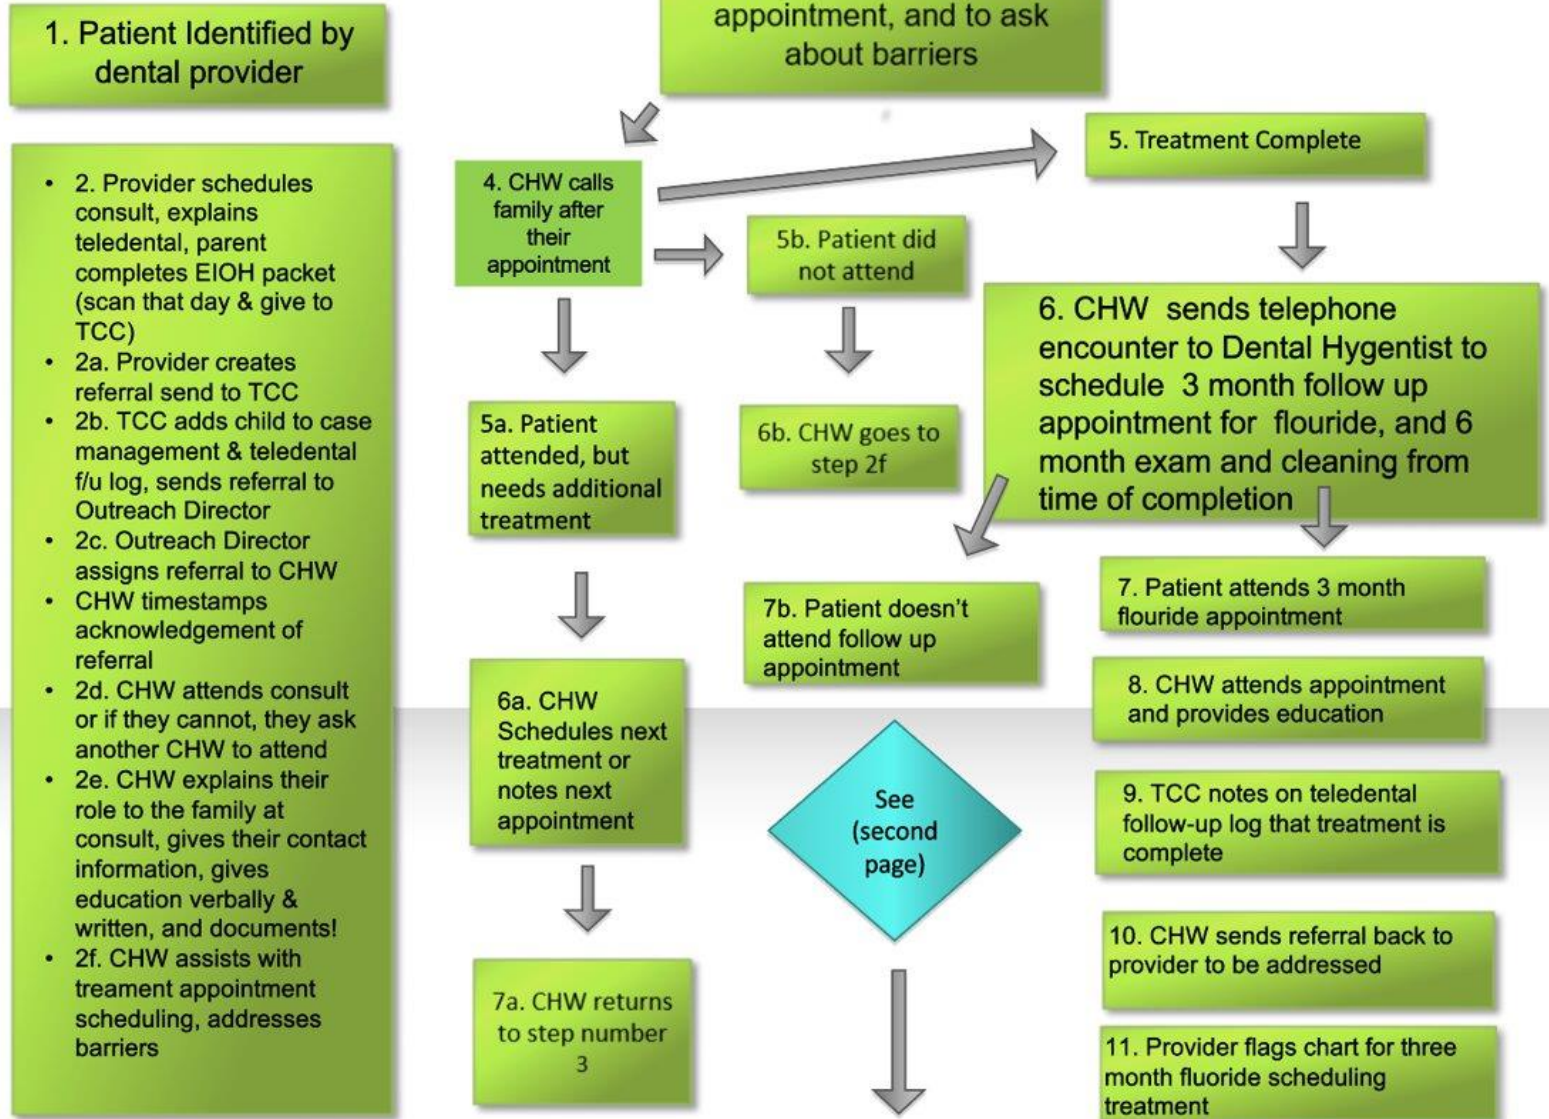 1. Patient Identified by
dental provider
• 2. Provider schedules
consult, explains
teledental, parent
completes EIOH packet
(scan that day & give to
TCC)
• 2a. Provider creates
referral send to TCC
• 2b. TCC adds child to case
management & teledental
f/u log, sends referral to
Outreach Director
• 2c. Outreach Director
assigns referral to CHW
• CHW timestamps
acknowledgement of
referral
• 2d. CHW attends consult
or if they cannot, they ask
another CHW to attend
• 2e. CHW explains their
role to the family at
consult, gives their contact
information, gives
education verbally &
written, and documents!
• 2f. CHW assists with
treament appointment
scheduling, addresses
barriers
appointment, and to ask
about barriers
4. CHW calls
family after
their
appointment
5a. Patient
attended, but
needs additional
treatment
6a. CHW
Schedules next
treatment or
notes next
appointment
7a. CHW returns
to step number
3
5b. Patient did
not attend
6b. CHW goes to
step 2f
5. Treatment Complete
6. CHW sends telephone
encounter to Dental Hygentist to
schedule 3 month follow up
appointment for flouride, and 6
month exam and cleaning from
time of completion
7b. Patient doesn't
attend follow up
appointment
See
(second
page)
7. Patient attends 3 month
flouride appointment
8. CHW attends appointment
and provides education
9. TCC notes on teledental
follow-up log that treatment is
complete
10. CHW sends referral back to
provider to be addressed
11. Provider flags chart for three
month fluoride scheduling
treatment